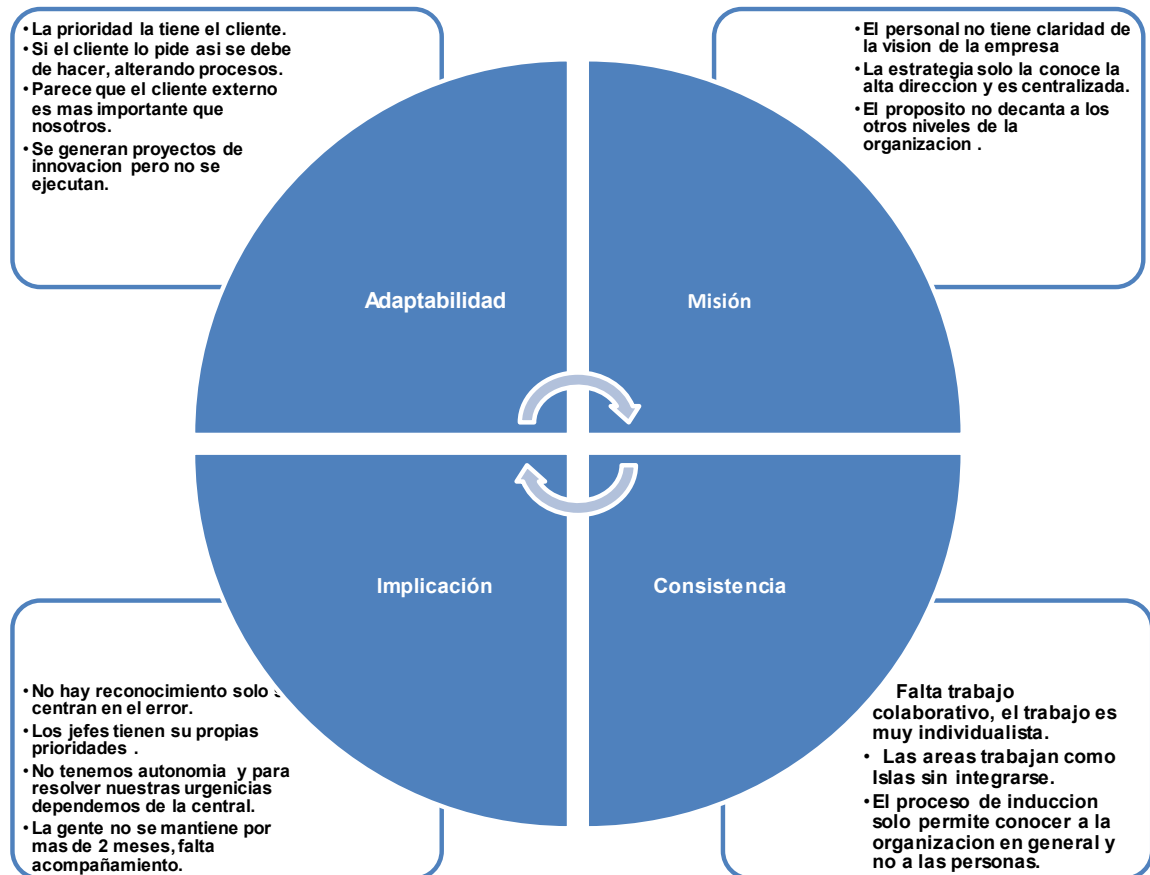 • La prioridad la tiene el cliente.
• Si el cliente lo pide asi se debe
de hacer, alterando procesos.
• Parece que el cliente externo
es mas importante que
nosotros.
• Se generan proyectos de
innovacion pero no se
ejecutan.
• El personal no tiene claridad de
la vision de la empresa
• La estrategia solo la conoce la
alta direccion y es centralizada.
• El proposito no decanta a los
otros niveles de la
organizacion .
Adaptabilidad
Misión
Implicación
Consistencia
• No hay reconocimiento solo
centran en el error.
• Los jefes tienen su propias
prioridades .
• No tenemos autonomia y para
resolver nuestras urgenicias
dependemos de la central.
• La gente no se mantiene por
mas de 2 meses, falta
acompañamiento.
Falta trabajo
colaborativo, el trabajo es
muy individualista.
• Las areas trabajan como
Islas sin integrarse.
• El proceso de induccion
solo permite conocer a la
organizacion en general y
no a las personas.